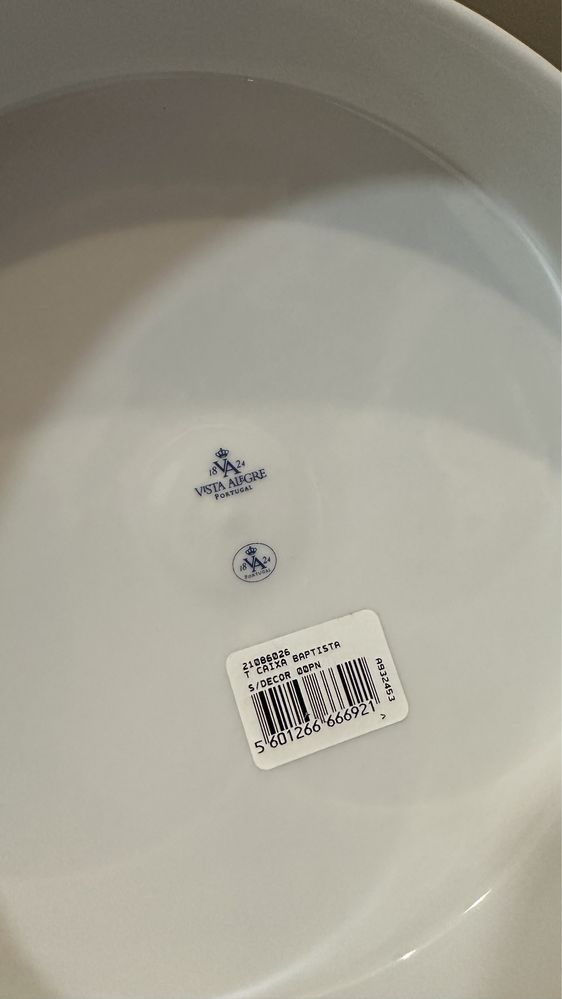 18 VA 24
VISTA ALEGRE
PORTUGAL
18 VA 24
PORTUGAL
21086026
T CAIXA BAPTISTA
S/DECOR 00PN
A932453
5 601266 666921 >